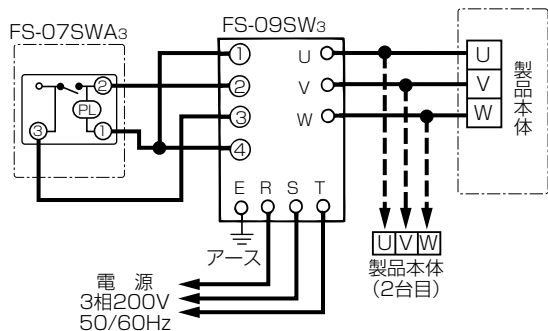 FS-07SWA3
FS-09SW3
② 
PL
③ ①
①
②
③
④
U
V
W
E R S T
アース
電 源
3相200V
50/60Hz
U
V
W
製品本体
U V W
製品本体
(2台目)